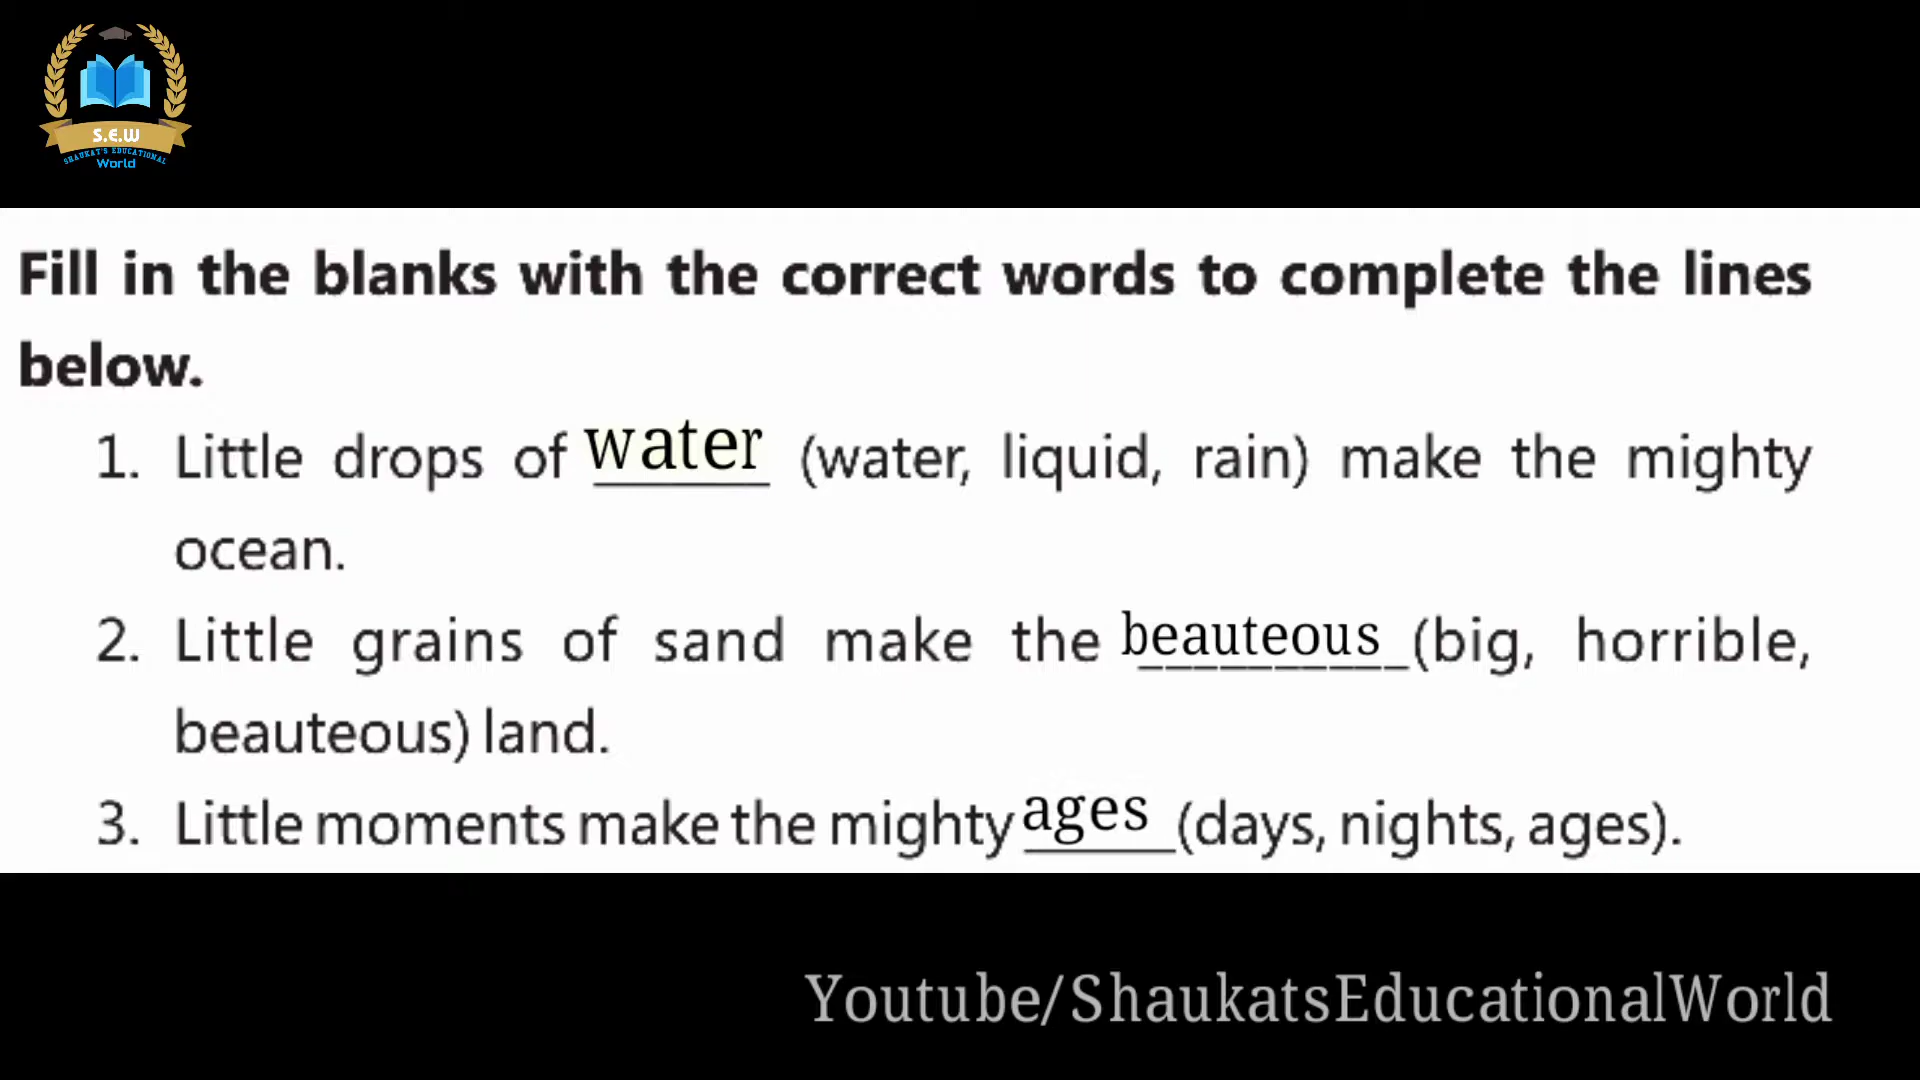 S.E.W
SHAUKAT'S EDUCATIONAL
World
Fill in the blanks with the correct words to complete the lines
below.
1. Little drops of water (water, liquid, rain) make the mighty
ocean.
2. Little grains of sand make the beauteous (big, horrible,
beauteous) land.
3. Little moments make the mighty ages (days, nights, ages).
Youtube/ShaukatsEducationalWorld